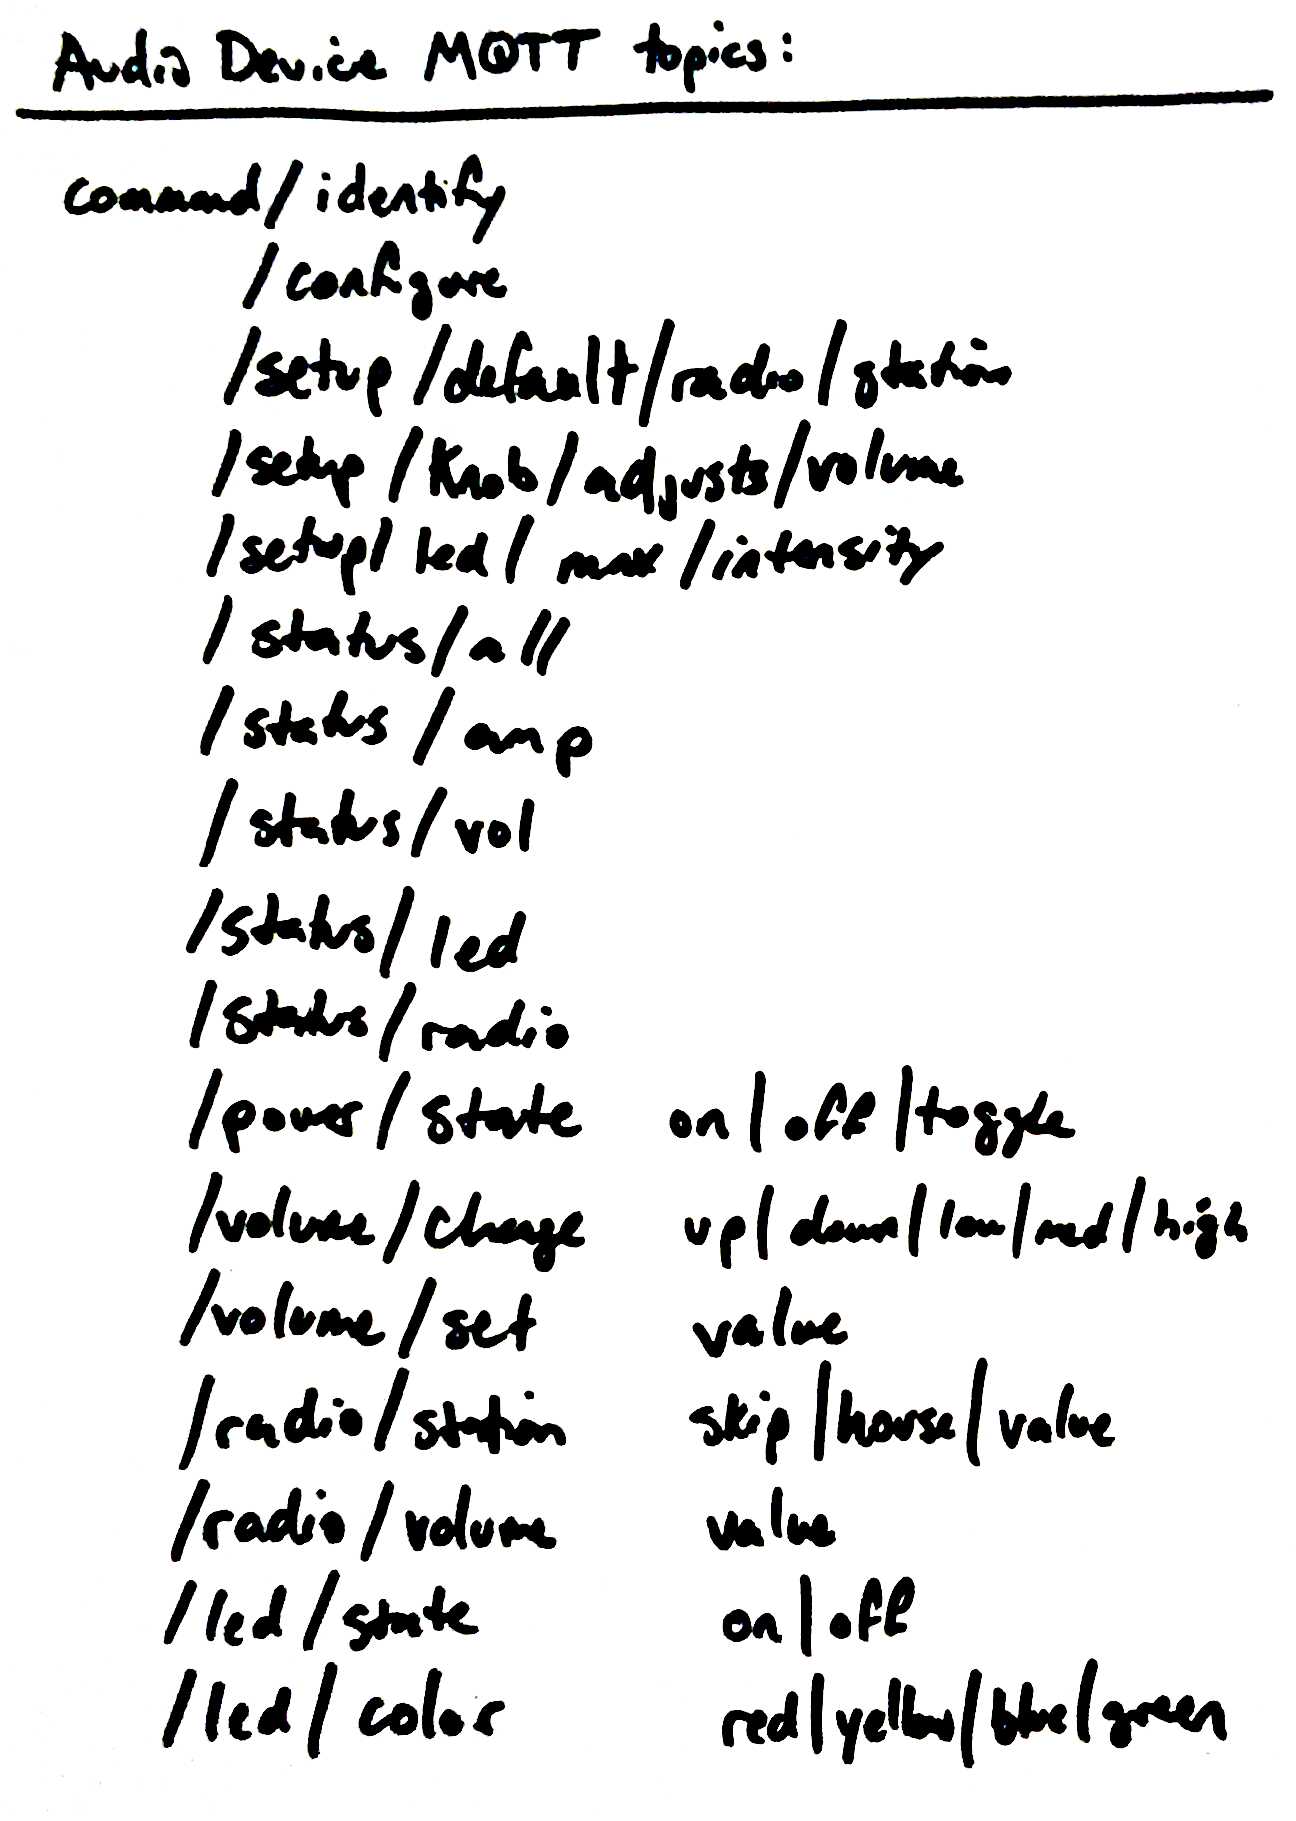 Audio Device MQTT topics:
command/identify
/configure
/setup/default/radio/station
/setup/knob/adjusts/volume
/setup/led/max/intensity
/status/all
/status/amp
/status/vol
/status/led
/status/radio
/power/state on|off|toggle
/volume/change up|down|low|med|high
/volume/set value
/radio/station skip|house|value
/radio/volume value
/led/state on|off
/led/color red|yellow|blue|green